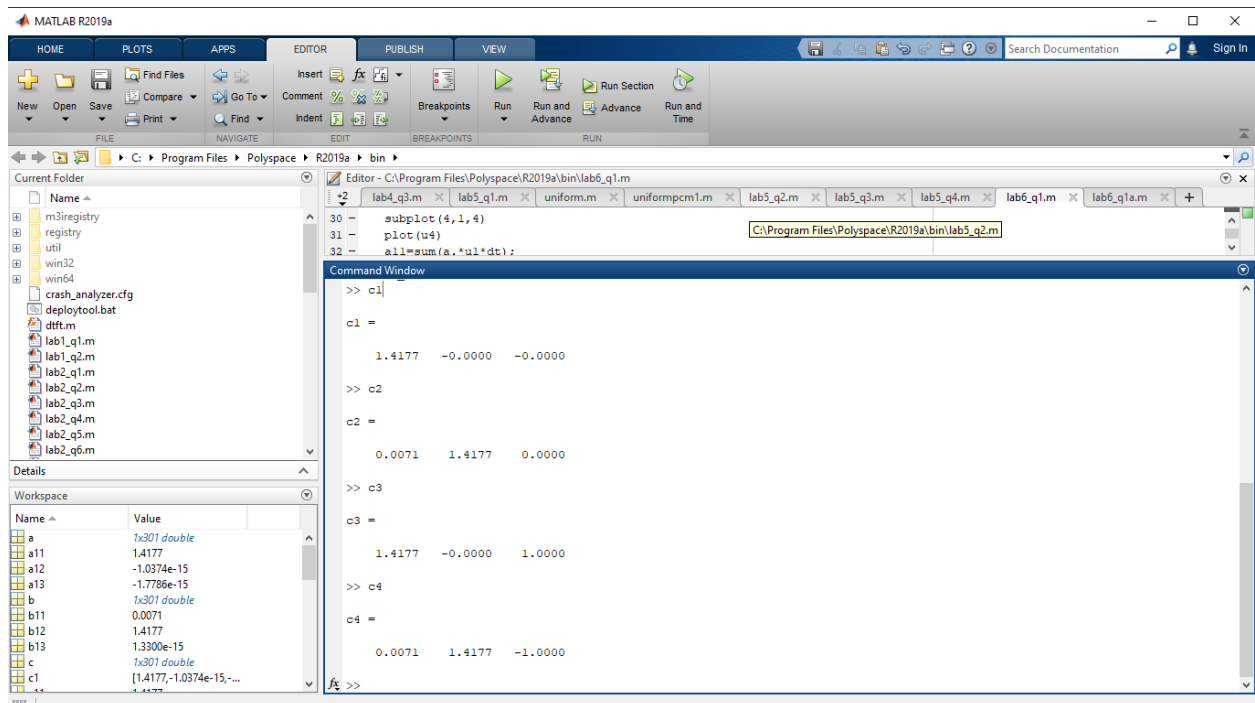 MATLAB R2019a
HOME PLOTS APPS EDITOR PUBLISH VIEW Search Documentation Sign In
New Open Save Find Files Compare Print Go To Find Insert fx Comment Indent Breakpoints Run Run and Advance Run Section Advance Run and Time
FILE NAVIGATE EDIT BREAKPOINTS RUN
C: Program Files Polyspace R2019a bin
Current Folder
Name
m3iregistry
registry
util
win32
win64
crash_analyzer.cfg
deploytool.bat
dtft.m
lab1_q1.m
lab1_q2.m
lab2_q1.m
lab2_q2.m
lab2_q3.m
lab2_q4.m
lab2_q5.m
lab2_q6.m
Details
Workspace
Name Value
a 1x301 double
a11 1.4177
a12 -1.0374e-15
a13 -1.7786e-15
b 1x301 double
b11 0.0071
b12 1.4177
b13 1.3300e-15
c 1x301 double
c1 [1.4177,-1.0374e-15,-...
Editor - C:\Program Files\Polyspace\R2019a\bin\lab6_q1.m
+2 lab4_q3.m lab5_q1.m uniform.m uniformpcm1.m lab5_q2.m lab5_q3.m lab5_q4.m lab6_q1.m lab6_q1a.m +
30 - subplot(4,1,4)
31 - plot(u4)
C:\Program Files\Polyspace\R2019a\bin\lab5_q2.m
32 - a11=sum(a.*u1*dt);
Command Window
>> c1
c1 =
1.4177 -0.0000 -0.0000
>> c2
c2 =
0.0071 1.4177 0.0000
>> c3
c3 =
1.4177 -0.0000 1.0000
>> c4
c4 =
0.0071 1.4177 -1.0000
fx >>